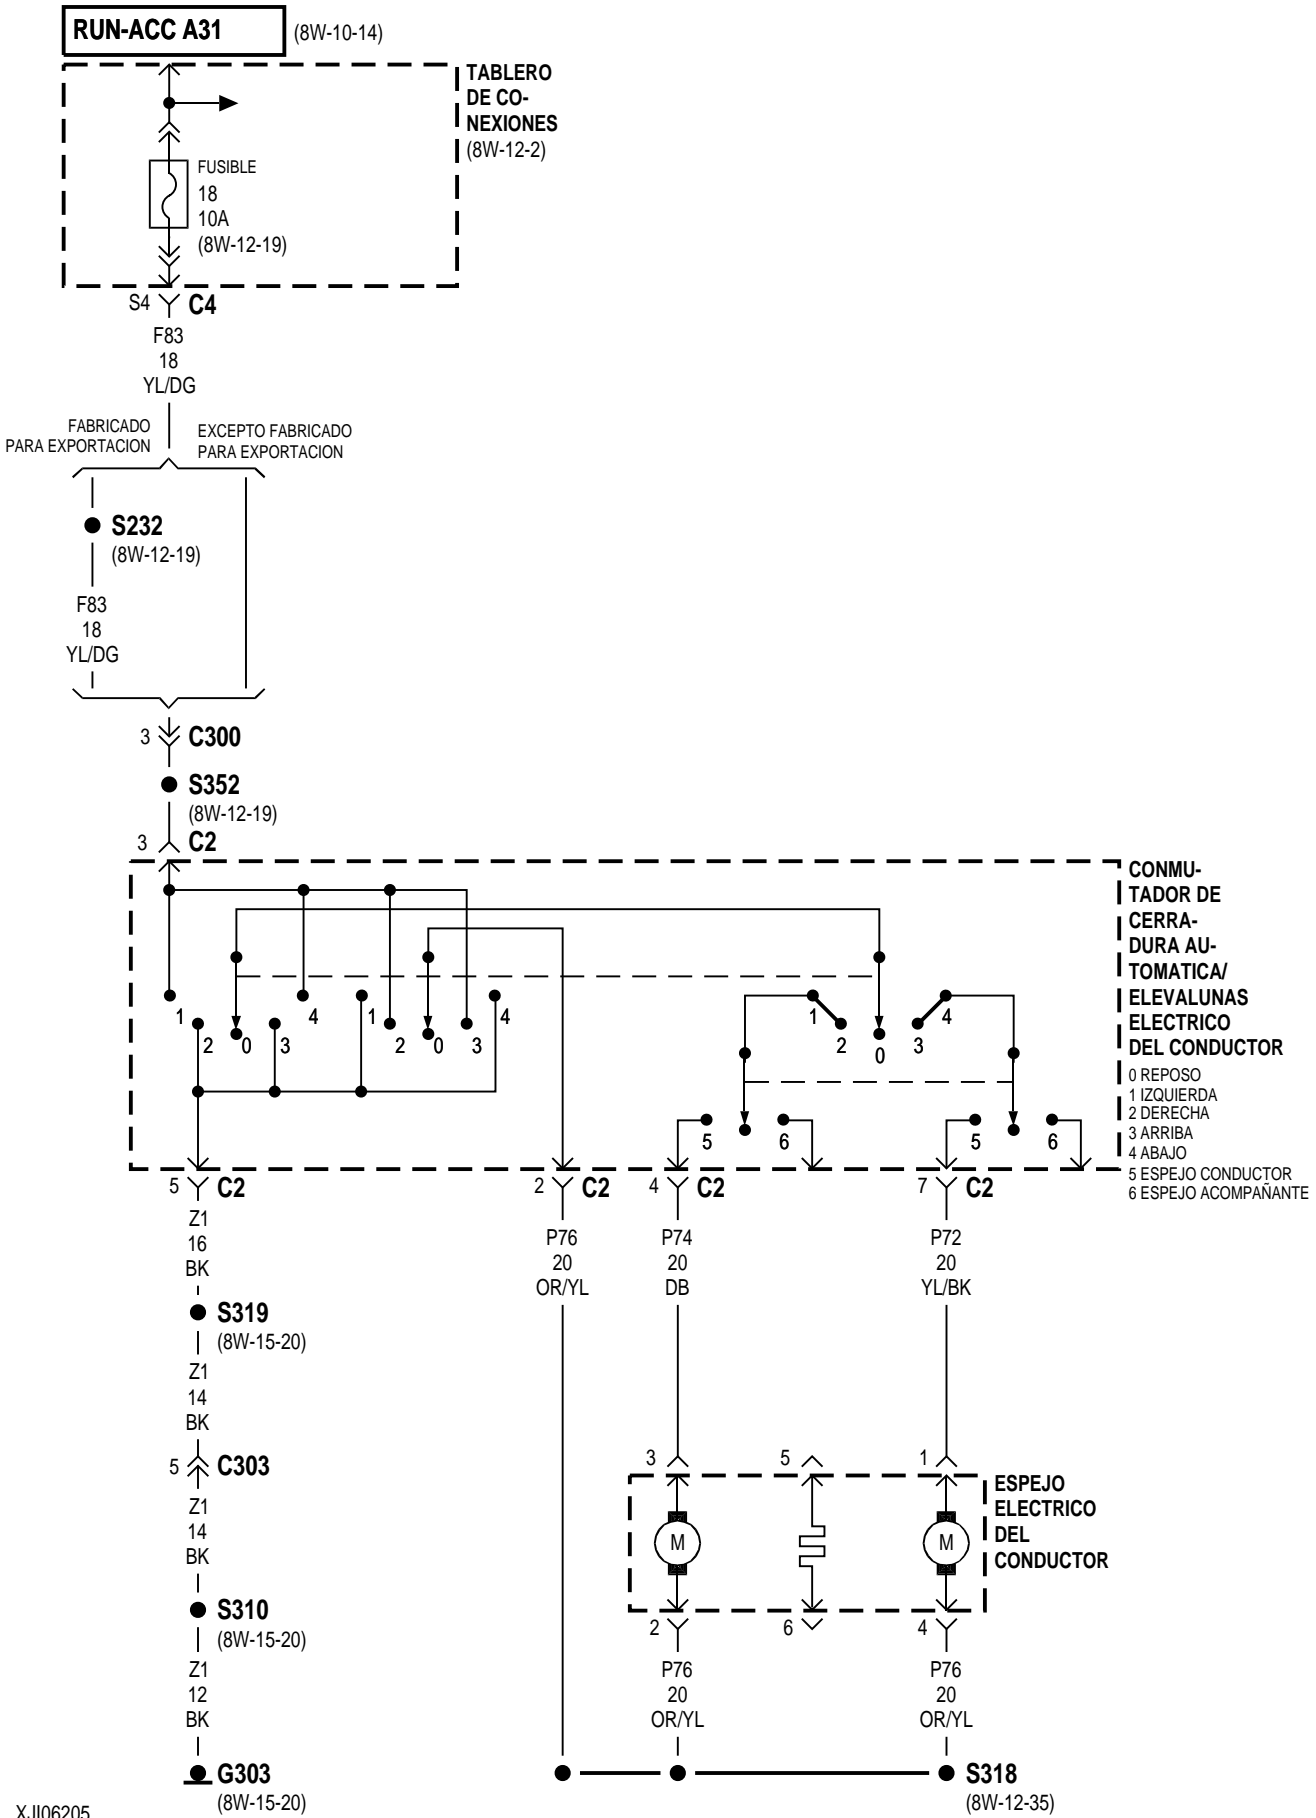 RUN-ACC A31 (8W-10-14)
TABLERO
DE CO-
NEXIONES
(8W-12-2)
FUSIBLE
18
10A
(8W-12-19)
S4 C4
F83
18
YL/DG
FABRICADO
PARA EXPORTACION
EXCEPTO FABRICADO
PARA EXPORTACION
S232
(8W-12-19)
F83
18
YL/DG
3 C300
S352
(8W-12-19)
3 C2
CONMU-
TADOR DE
CERRA-
DURA AU-
TOMATICA/
ELEVALUNAS
ELECTRICO
DEL CONDUCTOR
0 REPOSO
1 IZQUIERDA
2 DERECHA
3 ARRIBA
4 ABAJO
5 ESPEJO CONDUCTOR
6 ESPEJO ACOMPAÑANTE
1 4 1 4 1 4
2 0 3 2 0 3 2 0 3
5 6 5 6
5 C2 2 C2 4 C2 7 C2
Z1
16
BK
P76
20
OR/YL
P74
20
DB
P72
20
YL/BK
S319
(8W-15-20)
Z1
14
BK
5 C303
Z1
14
BK
S310
(8W-15-20)
Z1
12
BK
G303
(8W-15-20)
3 5 1
ESPEJO
ELECTRICO
DEL
CONDUCTOR
M M
2 6 4
P76
20
OR/YL
P76
20
OR/YL
S318
(8W-12-35)
XJI06205